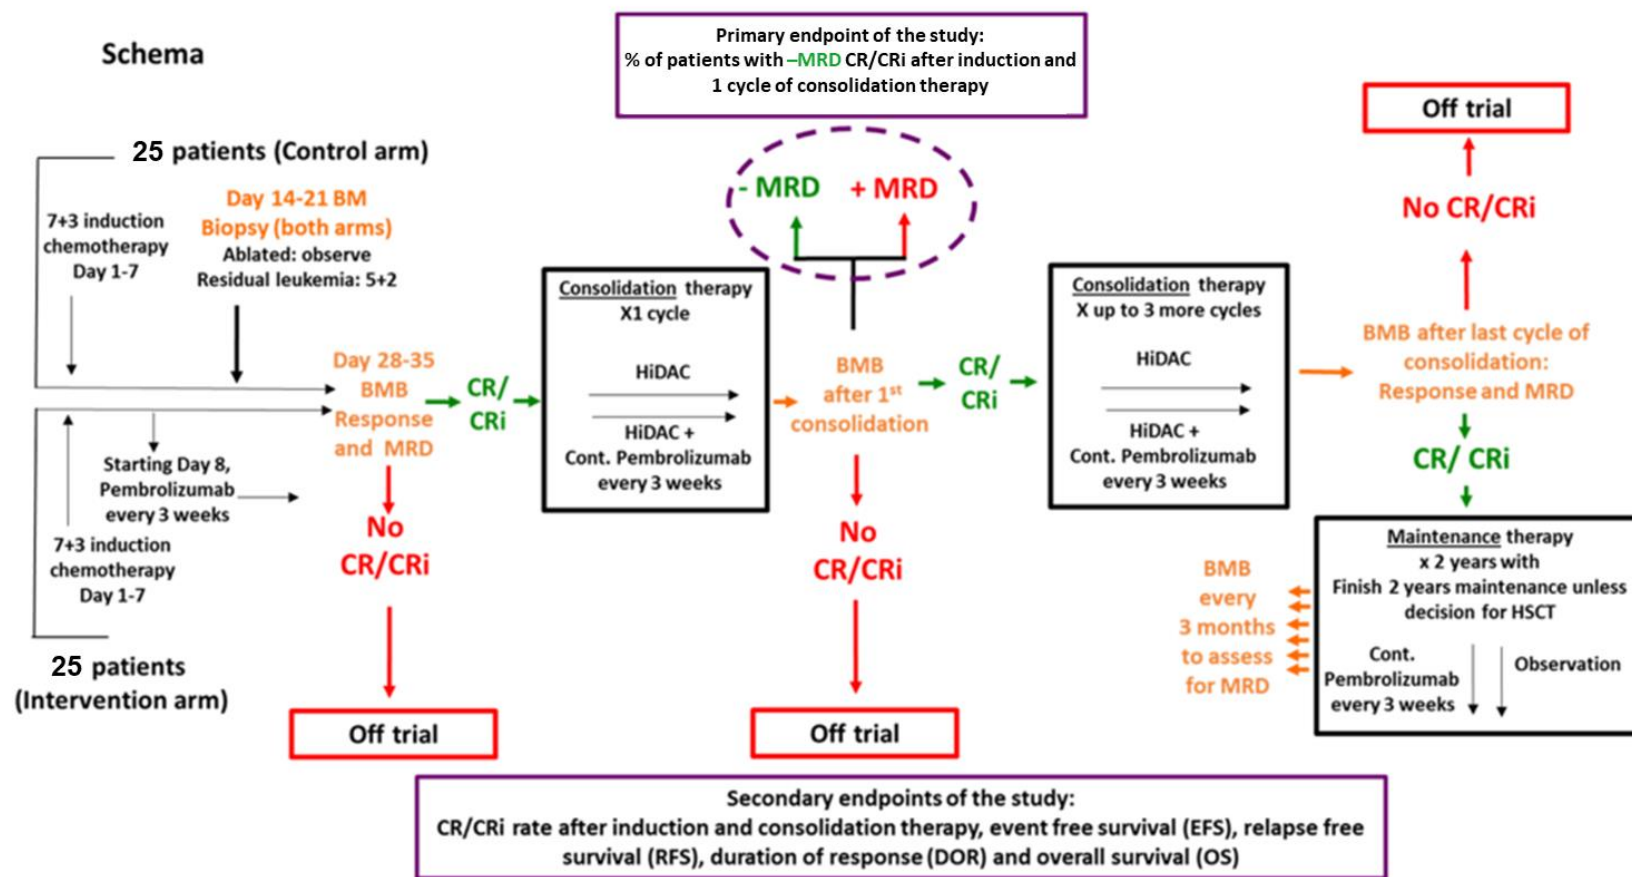 Schema
Primary endpoint of the study:
% of patients with –MRD CR/CRi after induction and
1 cycle of consolidation therapy
25 patients (Control arm)
7+3 induction
chemotherapy
Day 1-7
Day 14-21 BM
Biopsy (both arms)
Ablated: observe
Residual leukemia: 5+2
Day 28-35
BMB
Response
and MRD
Starting Day 8,
Pembrolizumab
every 3 weeks
7+3 induction
chemotherapy
Day 1-7
25 patients
(Intervention arm)
No
CR/CRi
Off trial
CR/
CRi
Consolidation therapy
X1 cycle
HiDAC
HiDAC +
Cont. Pembrolizumab
every 3 weeks
- MRD + MRD
BMB
after 1st
consolidation
No
CR/CRi
Off trial
CR/
CRi
Consolidation therapy
X up to 3 more cycles
HiDAC
HiDAC +
Cont. Pembrolizumab
every 3 weeks
Off trial
No CR/CRi
BMB after last cycle of
consolidation:
Response and MRD
CR/ CRi
Maintenance therapy
x 2 years with
Finish 2 years maintenance unless
decision for HSCT
Cont.
Pembrolizumab
every 3 weeks
Observation
BMB
every
3 months
to assess
for MRD
Secondary endpoints of the study:
CR/CRi rate after induction and consolidation therapy, event free survival (EFS), relapse free
survival (RFS), duration of response (DOR) and overall survival (OS)